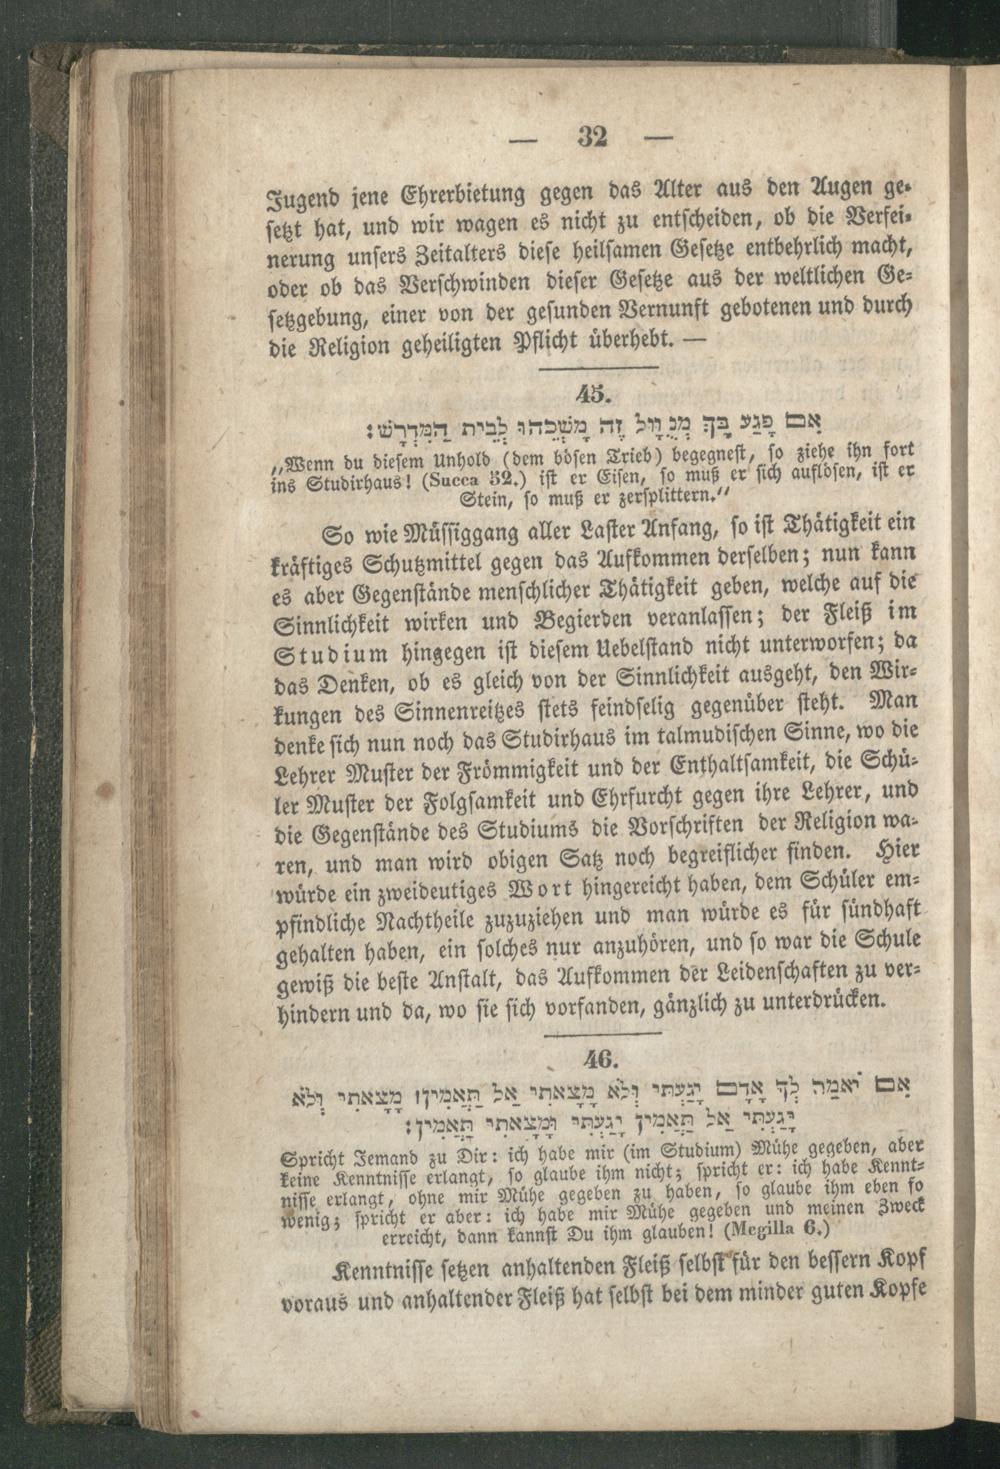 — 32 —
Jugend jene Ehrerbietung gegen das Alter aus den Augen ge-
setzt hat, und wir wagen es nicht zu entscheiden, ob die Verfei-
nerung unsers Zeitalters diese heilsamen Gesetze entbehrlich macht,
oder ob das Verschwinden dieser Gesetze aus der weltlichen Ge-
setzgebung, einer von der gesunden Vernunft gebotenen und durch
die Religion geheiligten Pflicht überhebt. —
45.
אִם פָּגַע בְּךָ מְנֻוָּל זֶה מָשְׁכֵהוּ לְבֵית הַמִּדְרָשׁ:
„Wenn du diesem Unhold (dem bösen Trieb) begegnest, so ziehe ihn fort
ins Studirhaus! (Succa 52.) ist er Eisen, so muß er sich auflösen, ist er
Stein, so muß er zersplittern.“
So wie Müssiggang aller Laster Anfang, so ist Thätigkeit ein
kräftiges Schutzmittel gegen das Aufkommen derselben; nun kann
es aber Gegenstände menschlicher Thätigkeit geben, welche auf die
Sinnlichkeit wirken und Begierden veranlassen; der Fleiß im
Studium hingegen ist diesem Uebelstand nicht unterworfen; da
das Denken, ob es gleich von der Sinnlichkeit ausgeht, den Wir-
kungen des Sinnenreitzes stets feindselig gegenüber steht. Man
denke sich nun noch das Studirhaus im talmudischen Sinne, wo die
Lehrer Muster der Frömmigkeit und der Enthaltsamkeit, die Schü-
ler Muster der Folgsamkeit und Ehrfurcht gegen ihre Lehrer, und
die Gegenstände des Studiums die Vorschriften der Religion wa-
ren, und man wird obigen Satz noch begreiflicher finden. Hier
würde ein zweideutiges Wort hingereicht haben, dem Schüler em-
pfindliche Nachtheile zuzuziehen und man würde es für sündhaft
gehalten haben, ein solches nur anzuhören, und so war die Schule
gewiß die beste Anstalt, das Aufkommen der Leidenschaften zu ver-
hindern und da, wo sie sich vorfanden, gänzlich zu unterdrücken.
46.
אִם יֹאמַר לְךָ אָדָם יָגַעְתִּי וְלֹא מָצָאתִי אַל תַּאֲמִין׃ מָצָאתִי וְלֹא
יָגַעְתִּי אַל תַּאֲמִין יָגַעְתִּי וּמָצָאתִי תַּאֲמִין:
Spricht Jemand zu Dir: ich habe mir (im Studium) Mühe gegeben, aber
keine Kenntnisse erlangt, so glaube ihm nicht; spricht er: ich habe Kennt-
nisse erlangt, ohne mir Mühe gegeben zu haben, so glaube ihm eben so
wenig; spricht er aber: ich habe mir Mühe gegeben und meinen Zweck
erreicht, dann kannst Du ihm glauben! (Megilla 6.)
Kenntnisse setzen anhaltenden Fleiß selbst für den bessern Kopf
voraus und anhaltender Fleiß hat selbst bei dem minder guten Kopfe